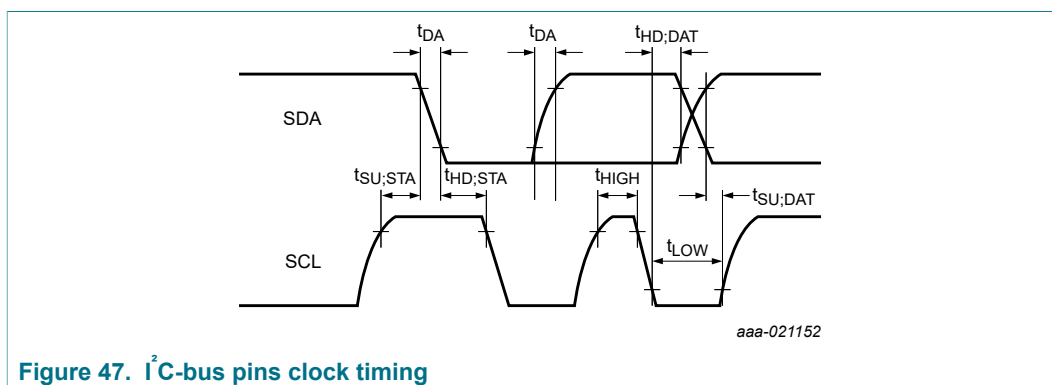 tDA tDA tHD;DAT
SDA
tSU;STA tHD;STA tHIGH tSU;DAT
tLOW
SCL
aaa-021152
Figure 47. I²C-bus pins clock timing